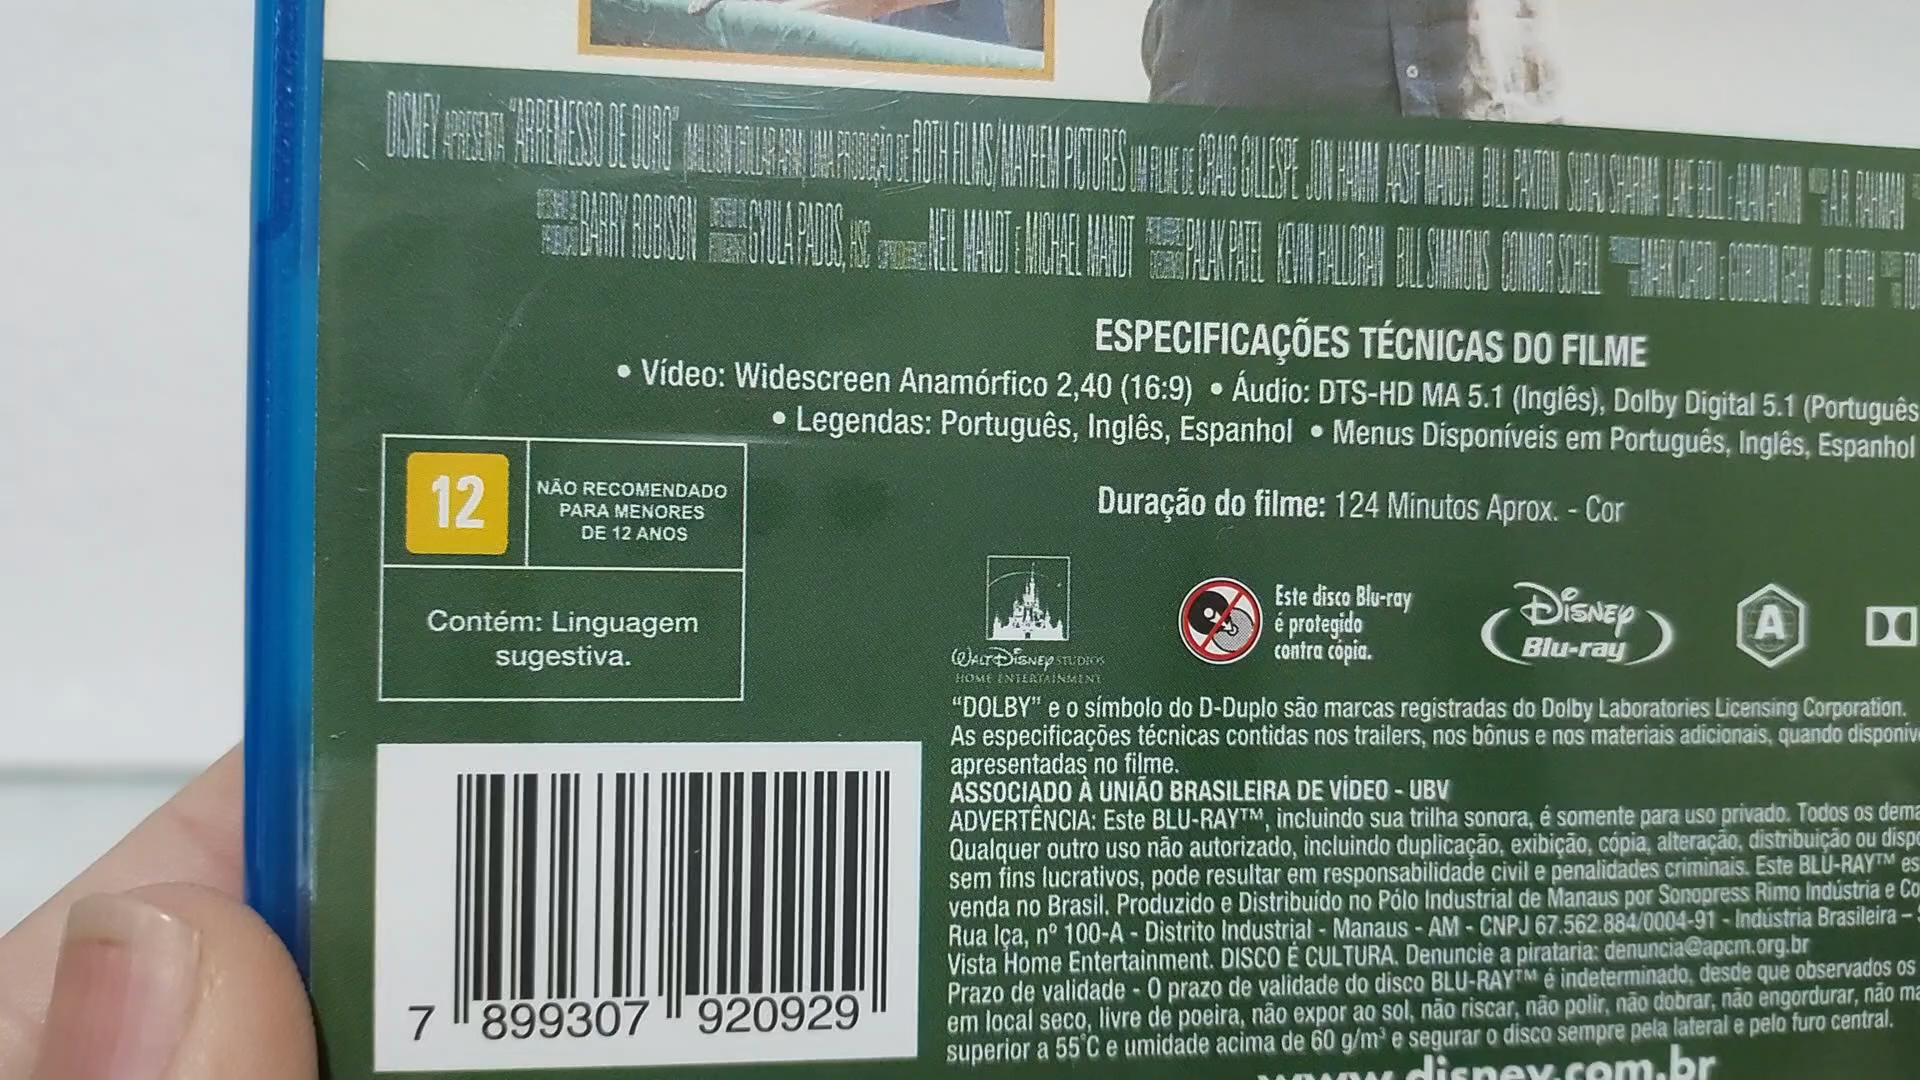 DISNEY APRESENTA "ARREMESSO DE OURO" (MILLION DOLLAR ARM) UMA PRODUÇÃO DE ROTH FILMS/MAYHEM PICTURES UM FILME DE CRAIG GILLESPIE JON HAMM AASIF MANDVI BILL PAXTON SURAJ SHARMA LAKE BELL E ALAN ARKIN A.R. RAHMAN
BARRY ROBISON GYULA PADOS, HSC NEIL MANDT E MICHAEL MANDT PALAK PATEL KEVIN HALLORAN BILL SIMMONS CONNOR SCHELL MARK CIARDI E GORDON GRAY JOE ROTH
ESPECIFICAÇÕES TÉCNICAS DO FILME
• Vídeo: Widescreen Anamórfico 2,40 (16:9) • Áudio: DTS-HD MA 5.1 (Inglês), Dolby Digital 5.1 (Português
• Legendas: Português, Inglês, Espanhol • Menus Disponíveis em Português, Inglês, Espanhol
Duração do filme: 124 Minutos Aprox. - Cor
12
NÃO RECOMENDADO
PARA MENORES
DE 12 ANOS
Contém: Linguagem
sugestiva.
WALT DISNEY STUDIOS
HOME ENTERTAINMENT
Este disco Blu-ray
é protegido
contra cópia.
DISNEY
Blu-ray
A
"DOLBY" e o símbolo do D-Duplo são marcas registradas do Dolby Laboratories Licensing Corporation.
As especificações técnicas contidas nos trailers, nos bônus e nos materiais adicionais, quando disponív
apresentadas no filme.
ASSOCIADO À UNIÃO BRASILEIRA DE VÍDEO - UBV
ADVERTÊNCIA: Este BLU-RAY™, incluindo sua trilha sonora, é somente para uso privado. Todos os dema
Qualquer outro uso não autorizado, incluindo duplicação, exibição, cópia, alteração, distribuição ou dispo
sem fins lucrativos, pode resultar em responsabilidade civil e penalidades criminais. Este BLU-RAY™ es
venda no Brasil. Produzido e Distribuído no Pólo Industrial de Manaus por Sonopress Rimo Indústria e Co
Rua Iça, nº 100-A - Distrito Industrial - Manaus - AM - CNPJ 67.562.884/0004-91 - Indústria Brasileira -
Vista Home Entertainment. DISCO É CULTURA. Denuncie a pirataria: denuncia@apcm.org.br
Prazo de validade - O prazo de validade do disco BLU-RAY™ é indeterminado, desde que observados os
em local seco, livre de poeira, não expor ao sol, não riscar, não polir, não dobrar, não engordurar, não ma
superior a 55°C e umidade acima de 60 g/m³ e segurar o disco sempre pela lateral e pelo furo central.
www.disney.com.br
7 899307 920929